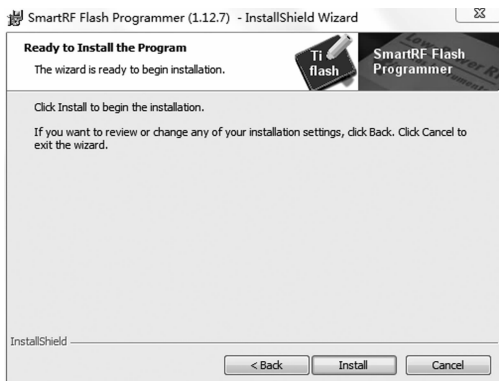 SmartRF Flash Programmer (1.12.7) - InstallShield Wizard
Ready to Install the Program
The wizard is ready to begin installation.
Ti
flash
SmartRF Flash
Programmer
Click Install to begin the installation.
If you want to review or change any of your installation settings, click Back. Click Cancel to
exit the wizard.
InstallShield
< Back
Install
Cancel